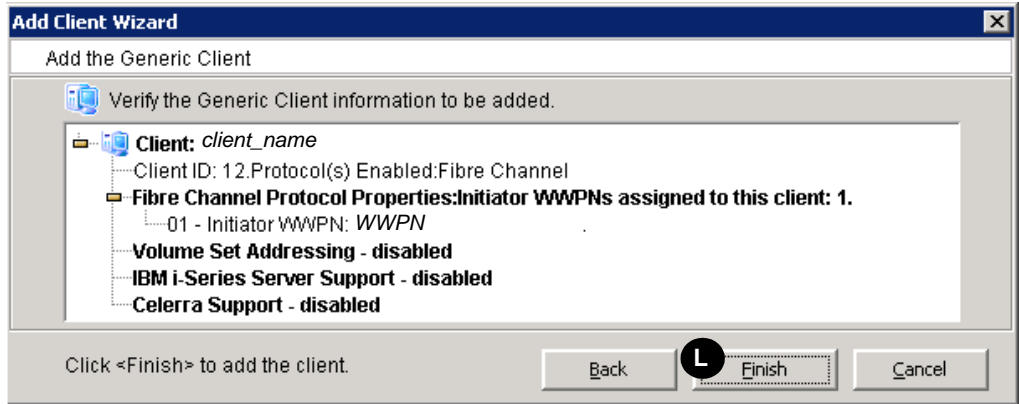 Add Client Wizard
Add the Generic Client
Verify the Generic Client information to be added.
Client: client_name
Client ID: 12.Protocol(s) Enabled:Fibre Channel
Fibre Channel Protocol Properties:Initiator WWPNs assigned to this client: 1.
01 - Initiator WWPN: WWPN .
Volume Set Addressing - disabled
IBM i-Series Server Support - disabled
Celerra Support - disabled
Click <Finish> to add the client.
Back L Finish Cancel